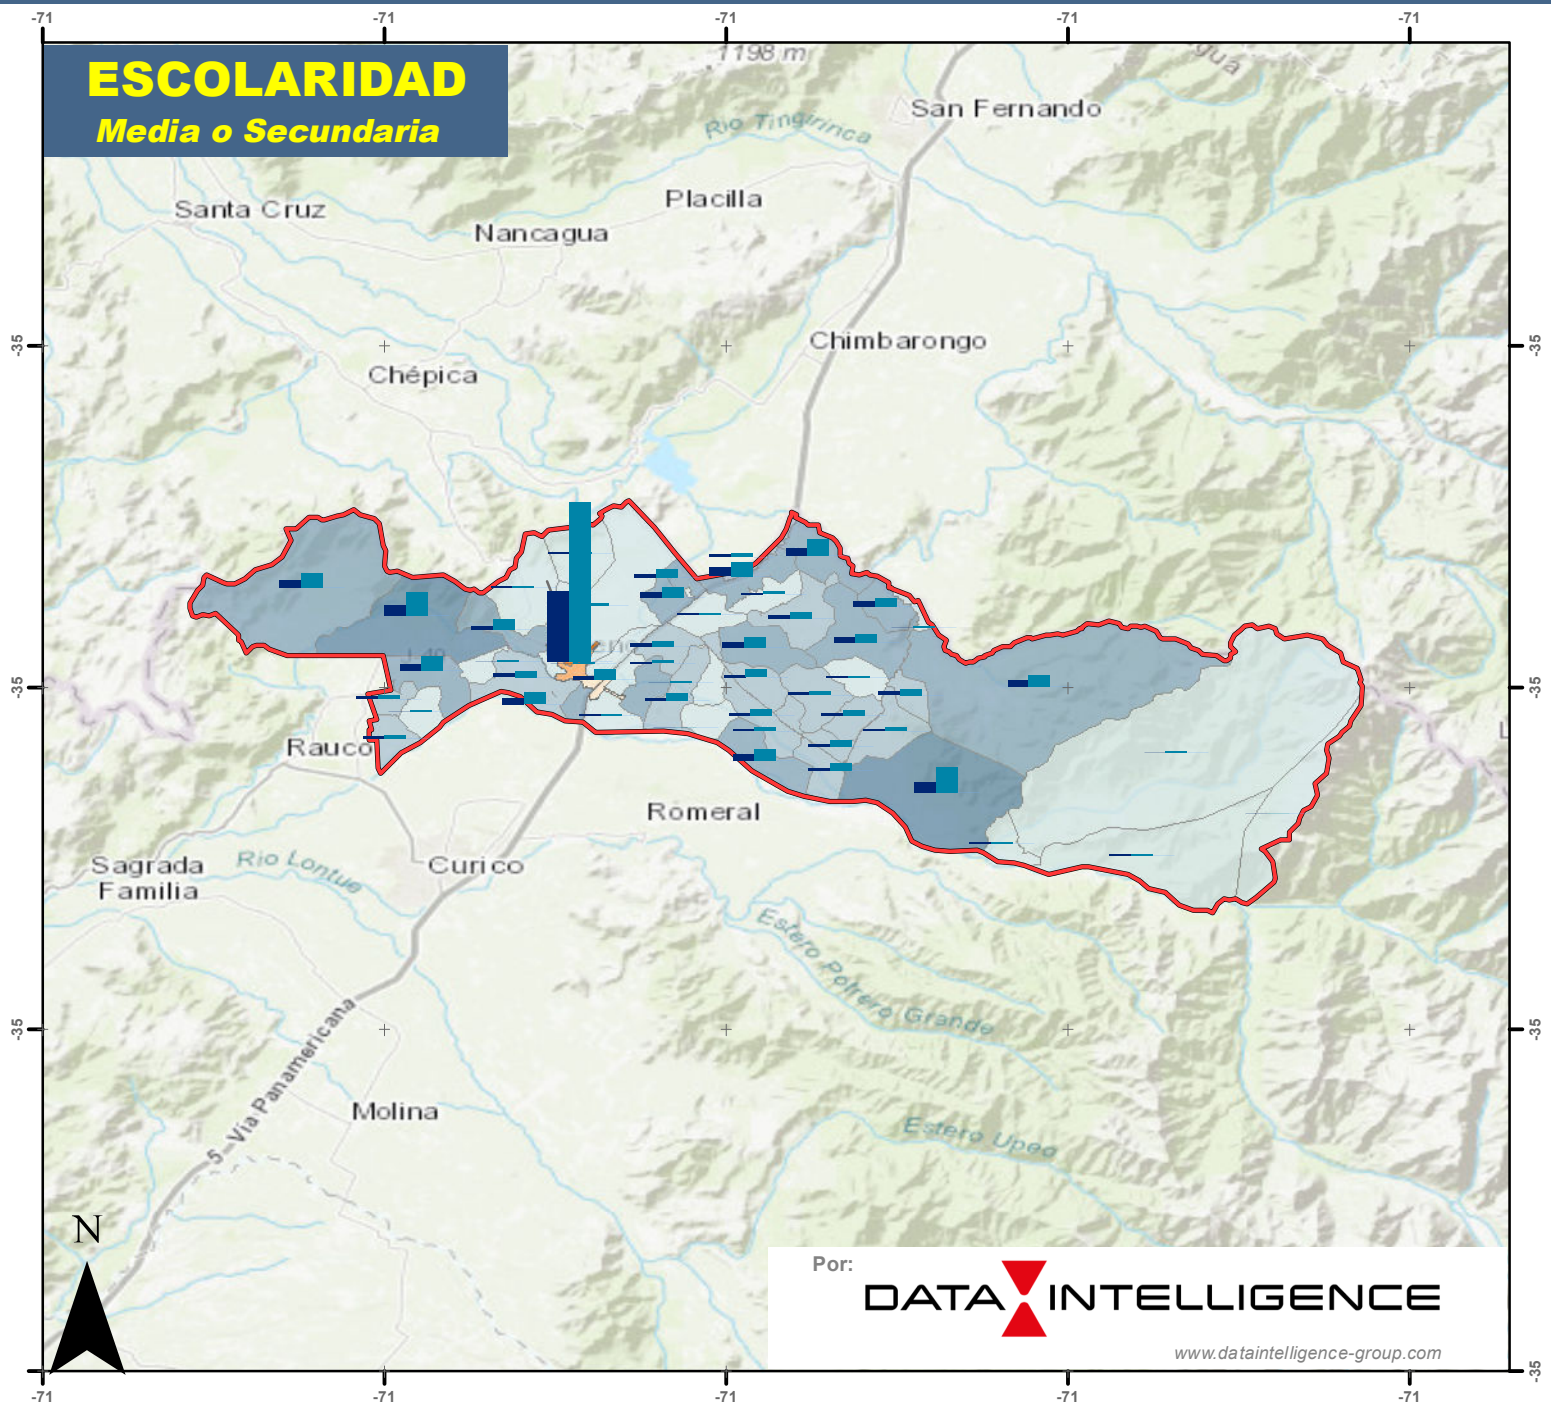 -71 -71 -71 -71 -71
ESCOLARIDAD
Media o Secundaria
1198 m
San Fernando
Rio Tingiririca
Placilla
Santa Cruz
Nancagua
-35 -35
Chimbarongo
Chépica
-35 -35
Rauco
Romeral
Sagrada
Familia
Rio Lontue
Curico
Estero Potrero Grande
-35 -35
5 Via Panamericana
Molina
Estero Upeo
N
Por:
DATA INTELLIGENCE
www.dataintelligence-group.com
-35
-71 -71 -71 -71 -71